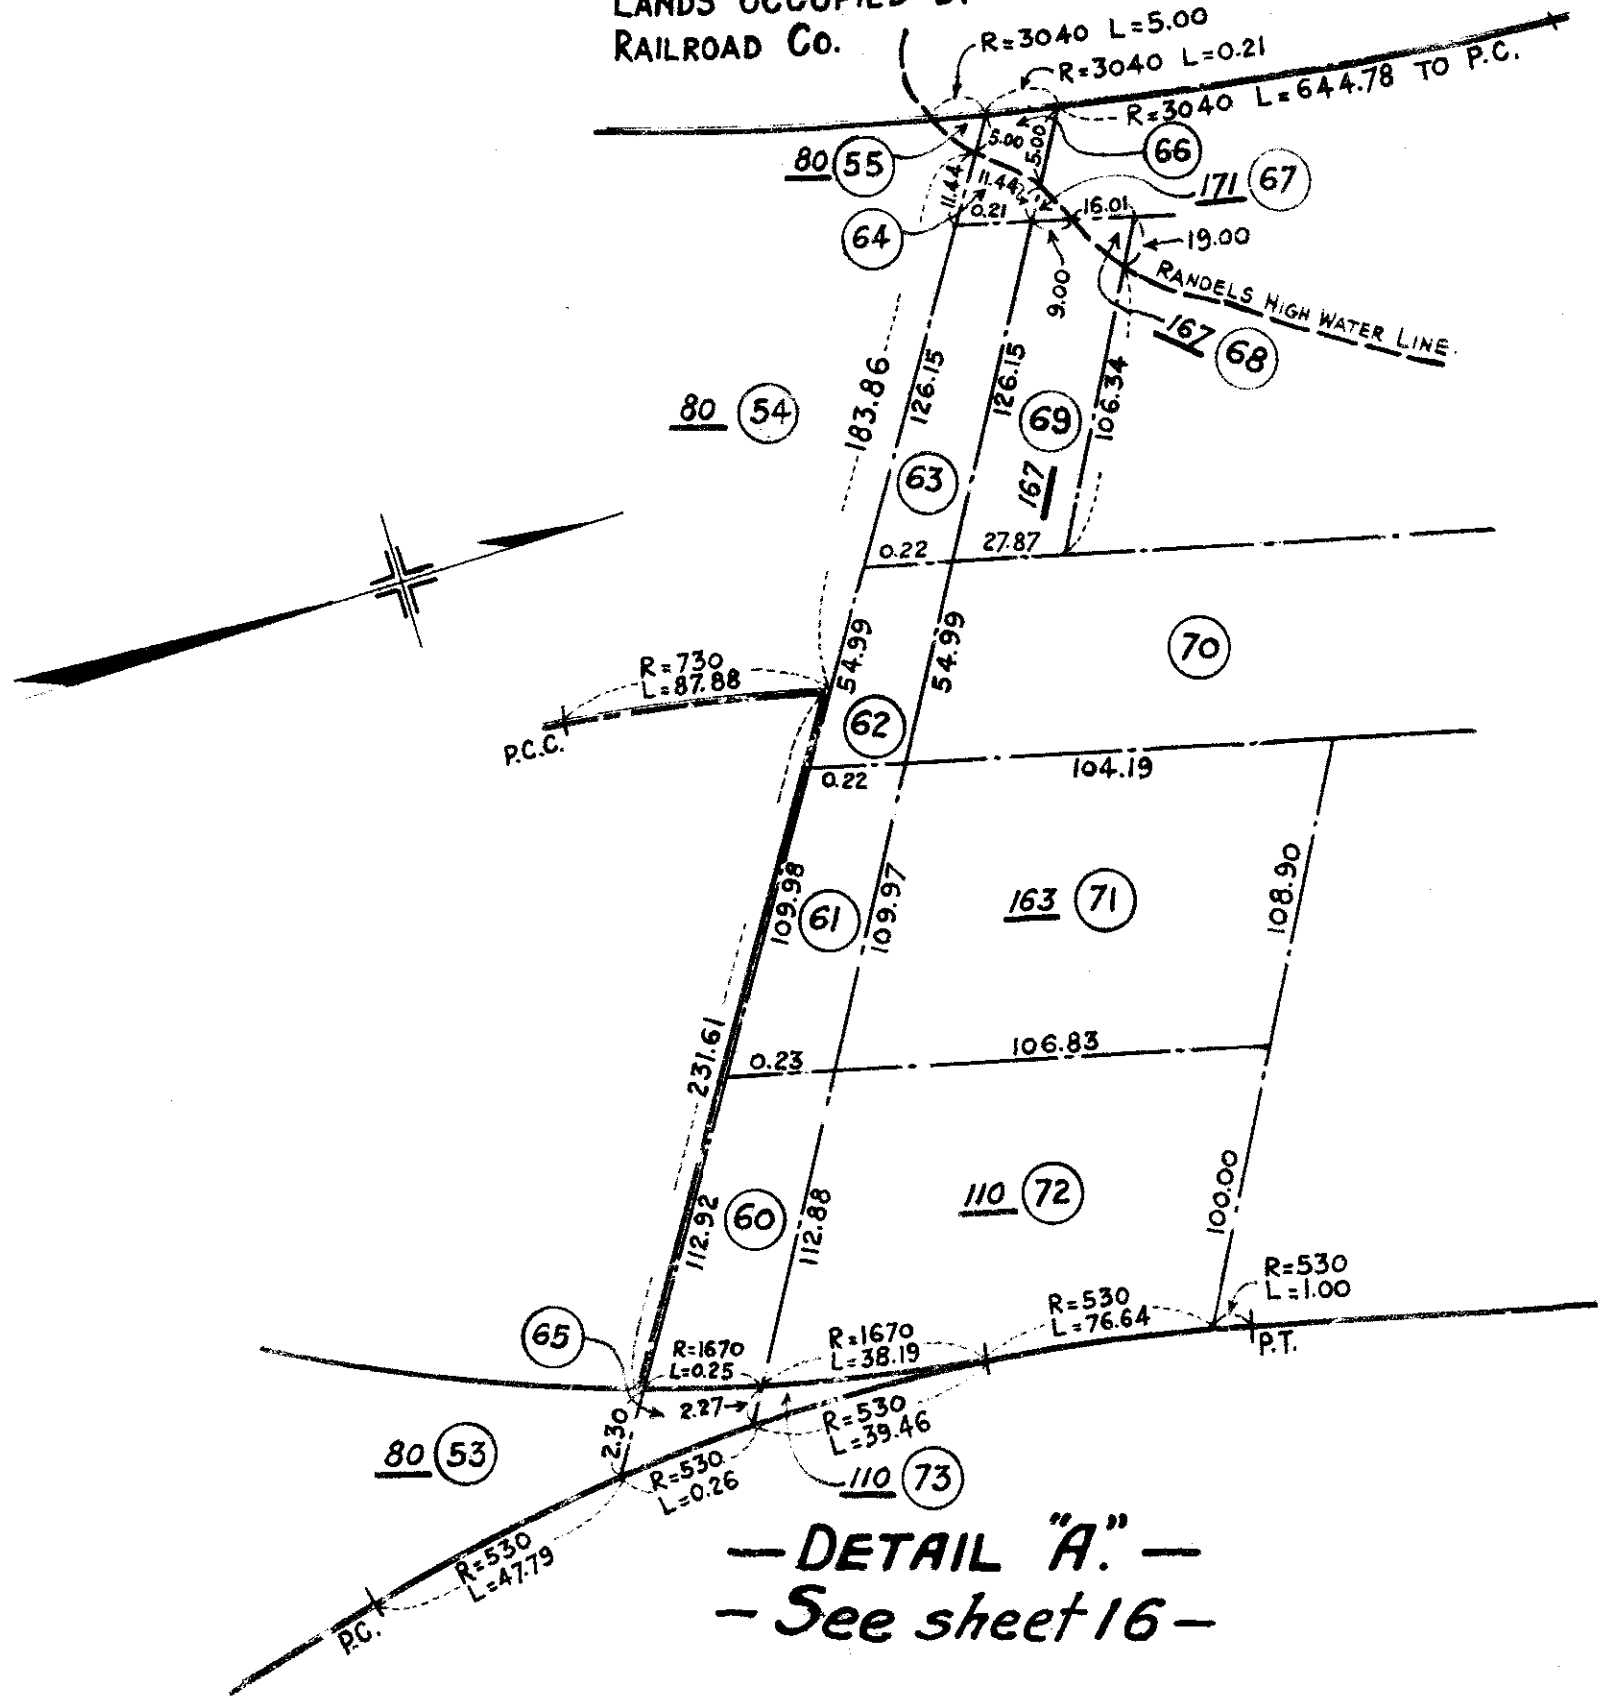 LANDS OCCUPIED
RAILROAD CO.
R=3040 L=5.00
R=3040 L=0.21
R=3040 L=644.78 TO P.C.
80 55
5.00
5.00
66
11.44
11.44
171 67
0.21
16.01
64
19.00
9.00
RANDELS HIGH WATER LINE.
167 68
183.86
126.15
126.15
106.34
80 54
69
167
63
0.22
27.87
54.99
54.99
70
R=730
L=87.88
P.C.C.
62
0.22
104.19
109.98
61
109.97
163 71
108.90
231.61
0.23
106.83
112.92
60
112.88
110 72
100.00
R=530
L=1.00
65
R=1670
L=0.25
R=1670
L=38.19
R=530
L=76.64
P.T.
2.27
2.30
R=530
L=39.46
80 53
R=530
L=0.26
110 73
R=530
L=47.79
P.C.
— DETAIL "A." —
- See sheet 16 -